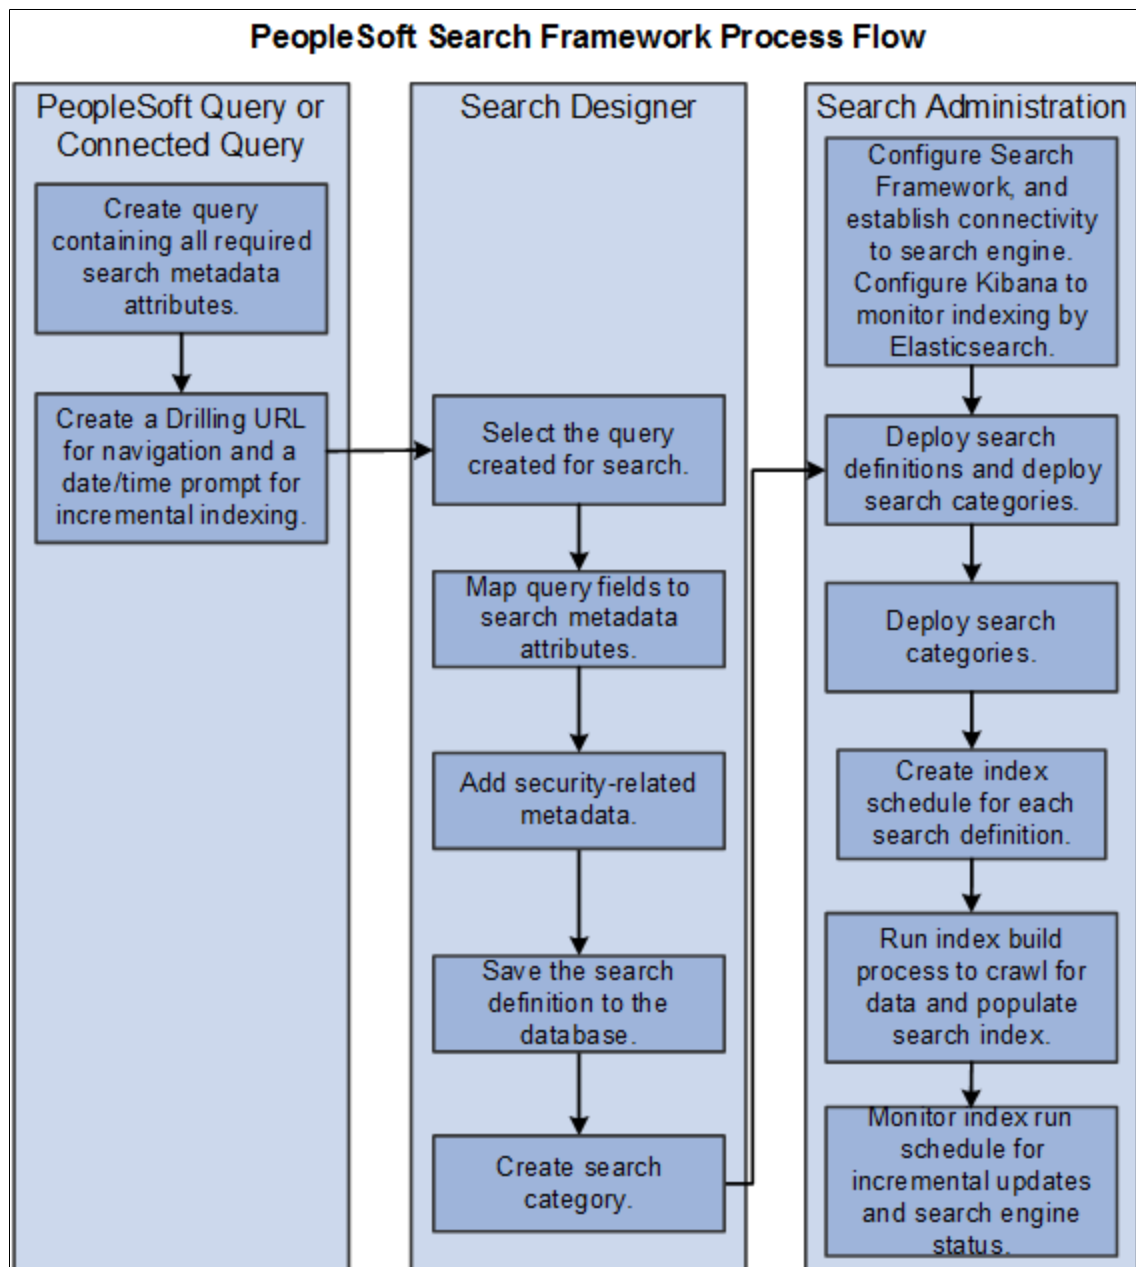 PeopleSoft Search Framework Process Flow
PeopleSoft Query or
Connected Query
Create query
containing all required
search metadata
attributes.
Create a Drilling URL
for navigation and a
date/time prompt for
incremental indexing.
Search Designer
Select the query
created for search.
Map query fields to
search metadata
attributes.
Add security-related
metadata.
Save the search
definition to the
database.
Create search
category.
Search Administration
Configure Search
Framework, and
establish connectivity
to search engine.
Configure Kibana to
monitor indexing by
Elasticsearch.
Deploy search
definitions and deploy
search categories.
Deploy search
categories.
Create index
schedule for each
search definition.
Run index build
process to crawl for
data and populate
search index.
Monitor index run
schedule for
incremental updates
and search engine
status.